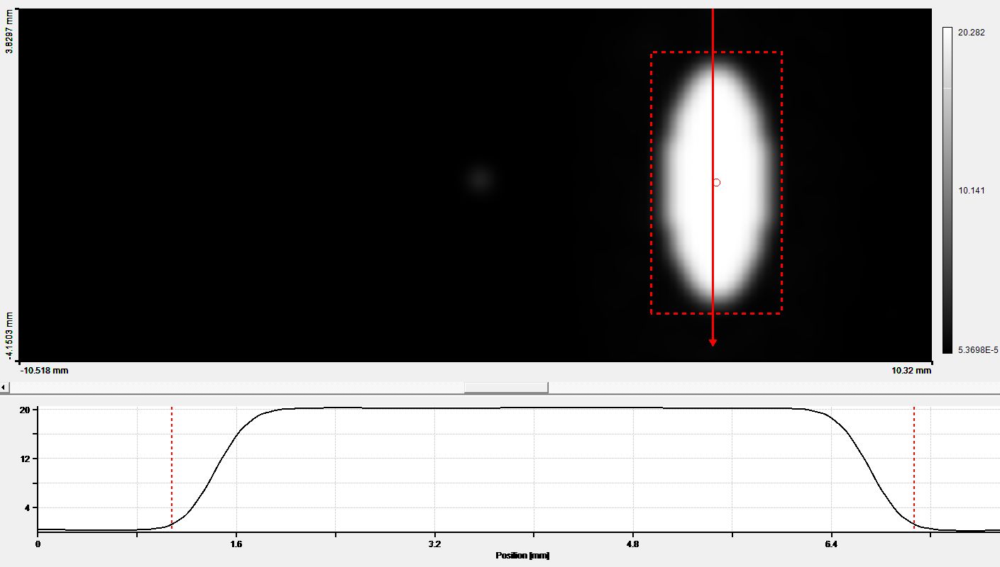 3.8297 mm
20.282
10.141
-4.1503 mm
5.3698E-5
-10.518 mm
10.32 mm
20
12
4
0
1.6
3.2
4.8
6.4
Position [mm]